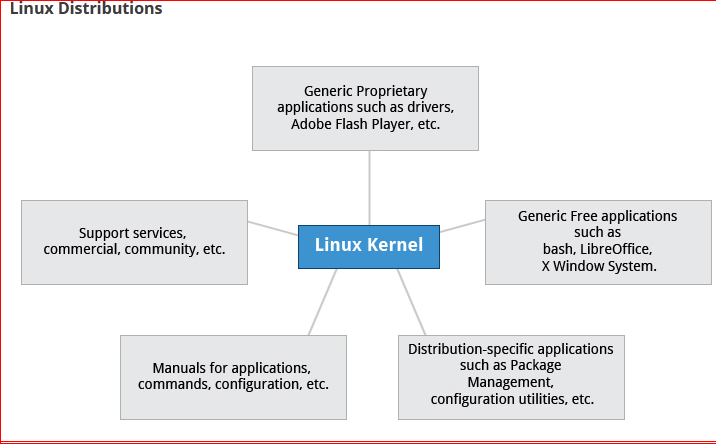 Linux Distributions
Generic Proprietary
applications such as drivers,
Adobe Flash Player, etc.
Support services,
commercial, community, etc.
Linux Kernel
Generic Free applications
such as
bash, LibreOffice,
X Window System.
Manuals for applications,
commands, configuration, etc.
Distribution-specific applications
such as Package
Management,
configuration utilities, etc.